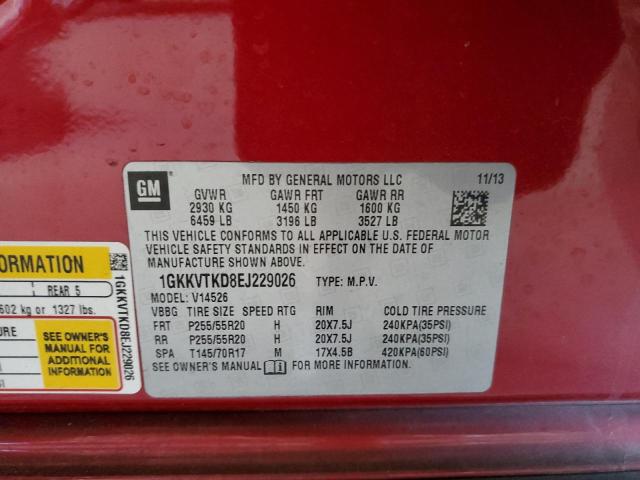 GM
MFD BY GENERAL MOTORS LLC
11/13
GVWR GAWR FRT GAWR RR
2930 KG 1450 KG 1600 KG
6459 LB 3196 LB 3527 LB
THIS VEHICLE CONFORMS TO ALL APPLICABLE U.S. FEDERAL MOTOR
VEHICLE SAFETY STANDARDS IN EFFECT ON THE DATE OF
MANUFACTURE SHOWN ABOVE.
1GKKVTKD8EJ229026 TYPE: M.P.V.
MODEL: V14526
VBBG TIRE SIZE SPEED RTG RIM COLD TIRE PRESSURE
FRT P255/55R20 H 20X7.5J 240KPA(35PSI)
RR P255/55R20 H 20X7.5J 240KPA(35PSI)
SPA T145/70R17 M 17X4.5B 420KPA(60PSI)
SEE OWNER'S MANUAL FOR MORE INFORMATION.
REAR 5
602 kg or 1327 lbs.
SEE OWNER'S
MANUAL FOR
ADDITIONAL
INFORMATION
1GKKVTKD8EJ229026